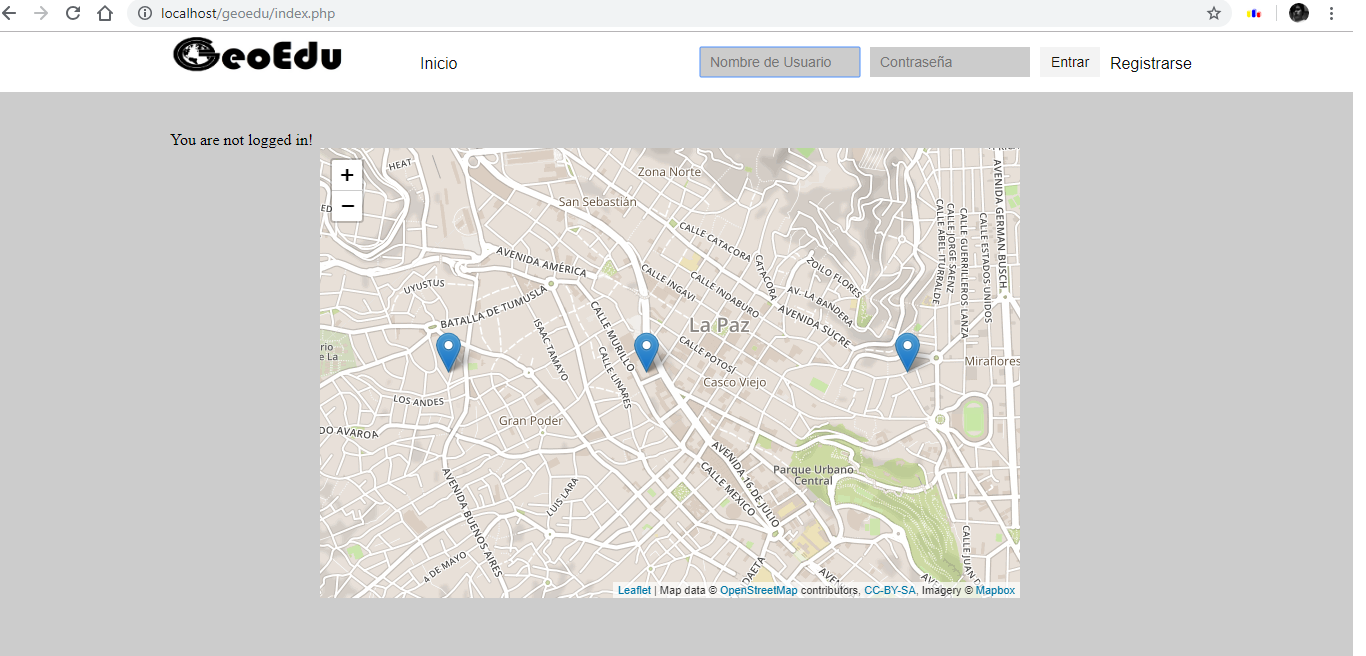 localhost/geoedu/index.php
GeoEdu
Inicio
Nombre de Usuario
Contraseña
Entrar
Registrarse
You are not logged in!
+
−
HEAT
Zona Norte
San Sebastián
CALLE CATACORA
CATACORA
ZOILO FLORES
AVENIDA GERMAN BUSCH
CALLE ESTADOS UNIDOS
CALLE GUERRILLEROS LANZA
CALLE JORGE SAENZ
CALLE ABEL ITURRALDE
AVENIDA AMÉRICA
CALLE INGAVI
CALLE INDABURO
AV. LA BANDERA
AVENIDA SUCRE
UYUSTUS
BATALLA DE TUMUSLA
CALLE MURILLO
La Paz
ISAAC TAMAYO
CALLE LINARES
CALLE POTOSI
Miraflores
rio
e La
Casco Viejo
LOS ANDES
Gran Poder
DO AVAROA
AVENIDA 16 DE JULIO
CALLE MEXICO
Parque Urbano
Central
AVENIDA BUENOS AIRES
LUIS LARA
4 DE MAYO
DAETA
CALLE JUAN
Leaflet | Map data © OpenStreetMap contributors, CC-BY-SA, Imagery © Mapbox